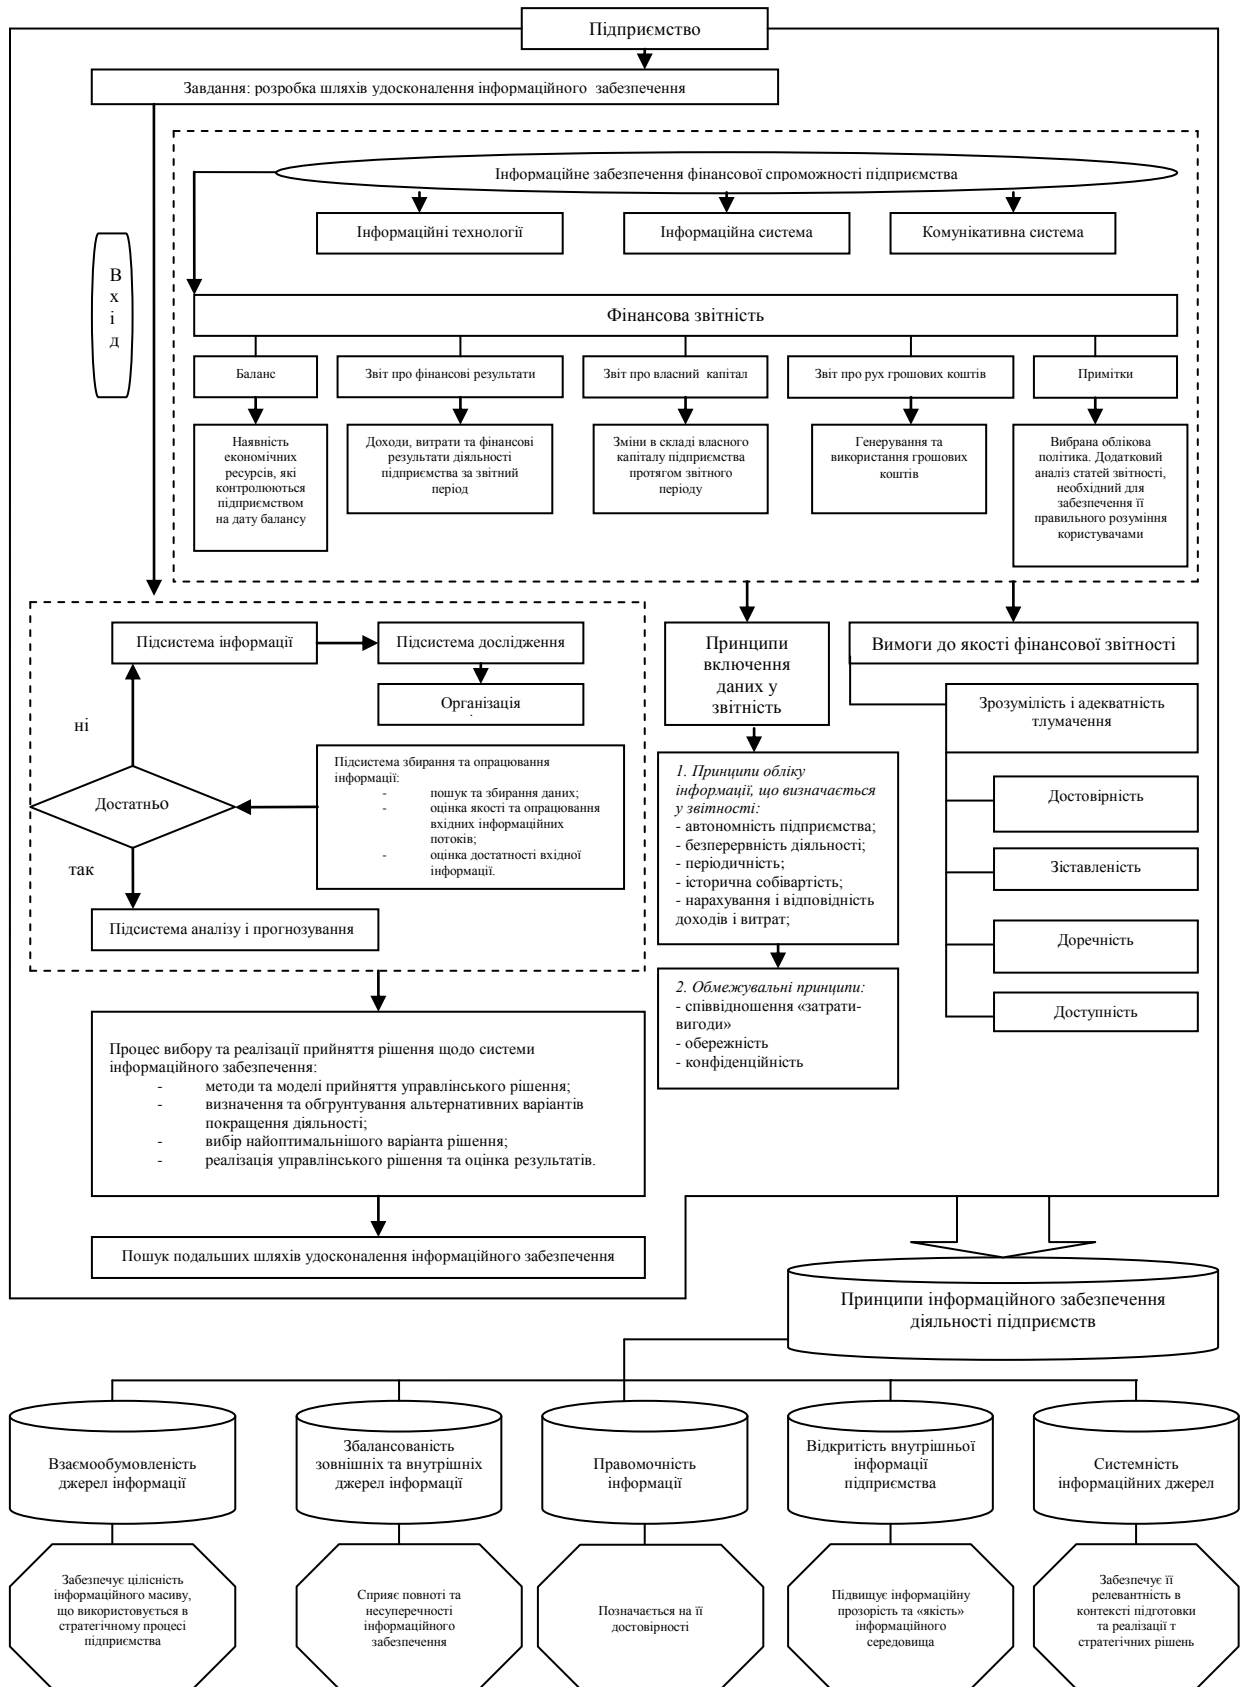 Підприємство
Завдання: розробка шляхів удосконалення інформаційного забезпечення
Інформаційне забезпечення фінансової спроможності підприємства
Інформаційні технології
Інформаційна система
Комунікативна система
В
х
і
д
Фінансова звітність
Баланс
Звіт про фінансові результати
Звіт про власний капітал
Звіт про рух грошових коштів
Примітки
Наявність
економічних
ресурсів, які
контролюються
підприємством
на дату балансу
Доходи, витрати та фінансові
результати діяльності
підприємства за звітний
період
Зміни в складі власного
капіталу підприємства
протягом звітного
періоду
Генерування та
використання грошових
коштів
Вибрана облікова
політика. Додатковий
аналіз статей звітності,
необхідний для
забезпечення її
правильного розуміння
користувачами
Підсистема інформації
Підсистема дослідження
Організація
ні
Достатньо
так
Підсистема збирання та опрацювання
інформації:
- пошук та збирання даних;
- оцінка якості та опрацювання
вхідних інформаційних
потоків;
- оцінка достатності вхідної
інформації.
Підсистема аналізу і прогнозування
Принципи
включення
даних у
звітність
Вимоги до якості фінансової звітності
Зрозумілість і адекватність
тлумачення
Достовірність
Зіставленість
Доречність
Доступність
1. Принципи обліку
інформації, що визначається
у звітності:
- автономність підприємства;
- безперервність діяльності;
- періодичність;
- історична собівартість;
- нарахування і відповідність
доходів і витрат;
2. Обмежувальні принципи:
- співвідношення «затрати-
вигоди»
- обережність
- конфіденційність
Процес вибору та реалізації прийняття рішення щодо системи
інформаційного забезпечення:
- методи та моделі прийняття управлінського рішення;
- визначення та обгрунтування альтернативних варіантів
покращення діяльності;
- вибір найоптимальнішого варіанта рішення;
- реалізація управлінського рішення та оцінка результатів.
Пошук подальших шляхів удосконалення інформаційного забезпечення
Принципи інформаційного забезпечення
діяльності підприємств
Взаємообумовленість
джерел інформації
Збалансованість
зовнішніх та внутрішніх
джерел інформації
Правомочність
інформації
Відкритість внутрішньої
інформації
підприємства
Системність
інформаційних джерел
Забезпечує цілісність
інформаційного масиву,
що використовується в
стратегічному процесі
підприємства
Сприяє повноті та
несуперечності
інформаційного
забезпечення
Позначається на її
достовірності
Підвищує інформаційну
прозорість та «якість»
інформаційного
середовища
Забезпечує її
релевантність в
контексті підготовки
та реалізації т
стратегічних рішень